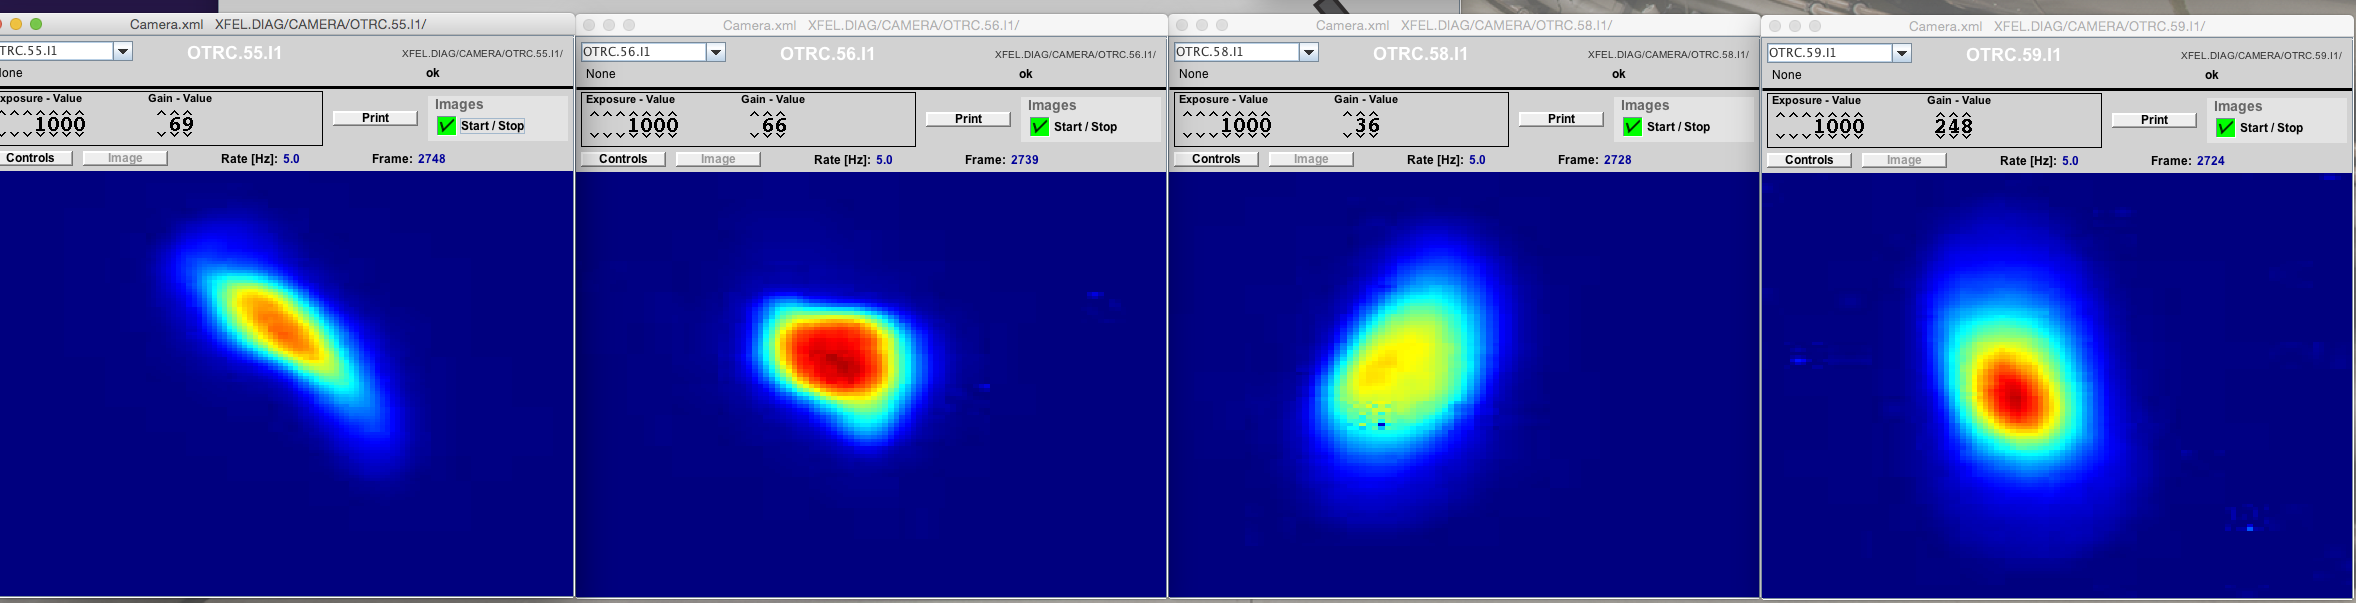 Camera.xml XFEL.DIAG/CAMERA/OTRC.55.I1/
TRC.55.I1
OTRC.55.I1
XFEL.DIAG/CAMERA/OTRC.55.I1/
None
ok
xposure - Value
Gain - Value
1000
69
Print
Images
Start / Stop
Controls
Image
Rate [Hz]: 5.0
Frame: 2748
Camera.xml XFEL.DIAG/CAMERA/OTRC.56.I1/
OTRC.56.I1
OTRC.56.I1
XFEL.DIAG/CAMERA/OTRC.56.I1/
None
ok
Exposure - Value
Gain - Value
1000
66
Print
Images
Start / Stop
Controls
Image
Rate [Hz]: 5.0
Frame: 2739
Camera.xml XFEL.DIAG/CAMERA/OTRC.58.I1/
OTRC.58.I1
OTRC.58.I1
XFEL.DIAG/CAMERA/OTRC.58.I1/
None
ok
Exposure - Value
Gain - Value
1000
36
Print
Images
Start / Stop
Controls
Image
Rate [Hz]: 5.0
Frame: 2728
Camera.xml XFEL.DIAG/CAMERA/OTRC.59.I1/
OTRC.59.I1
OTRC.59.I1
XFEL.DIAG/CAMERA/OTRC.59.I1/
None
ok
Exposure - Value
Gain - Value
1000
248
Print
Images
Start / Stop
Controls
Image
Rate [Hz]: 5.0
Frame: 2724